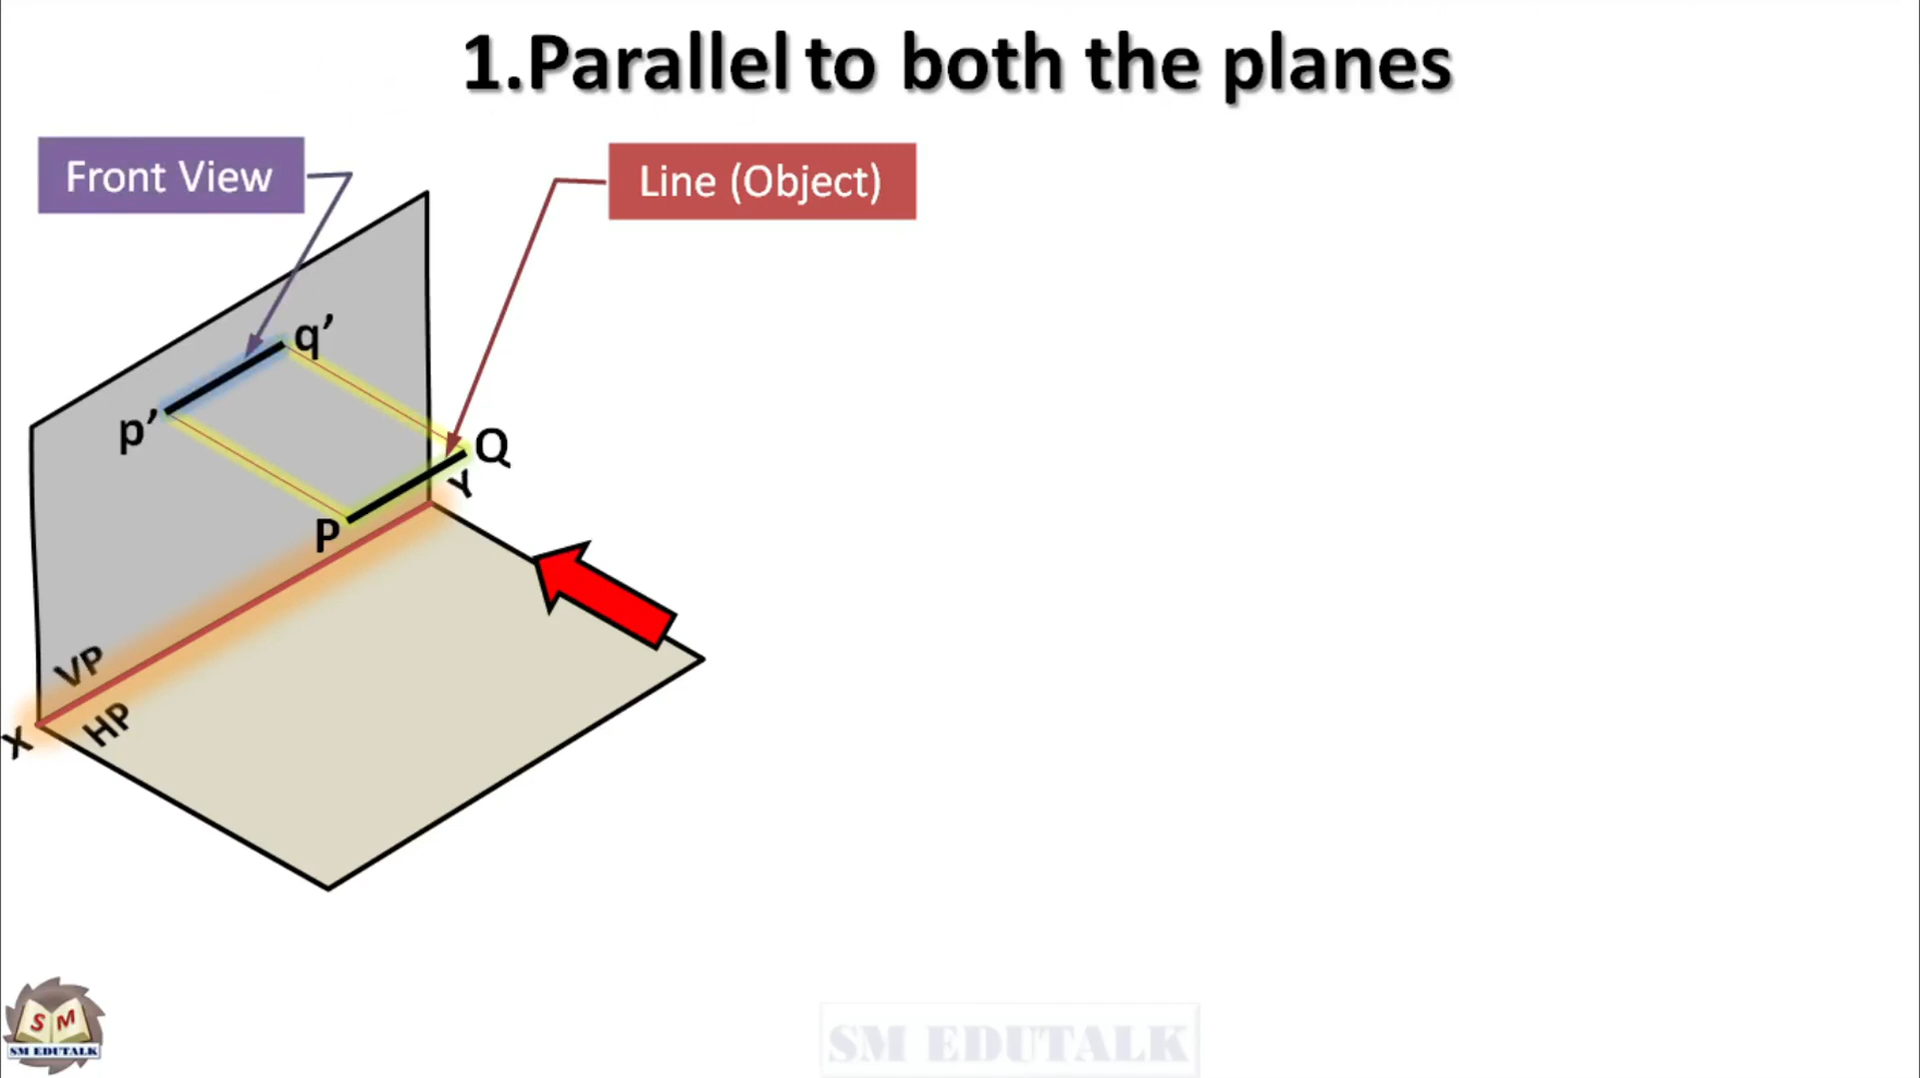 1.Parallel to both the planes
Front View
Line (Object)
q’
p’
Q
Y
P
VP
HP
X
S M
SM EDUTALK
SM EDUTALK